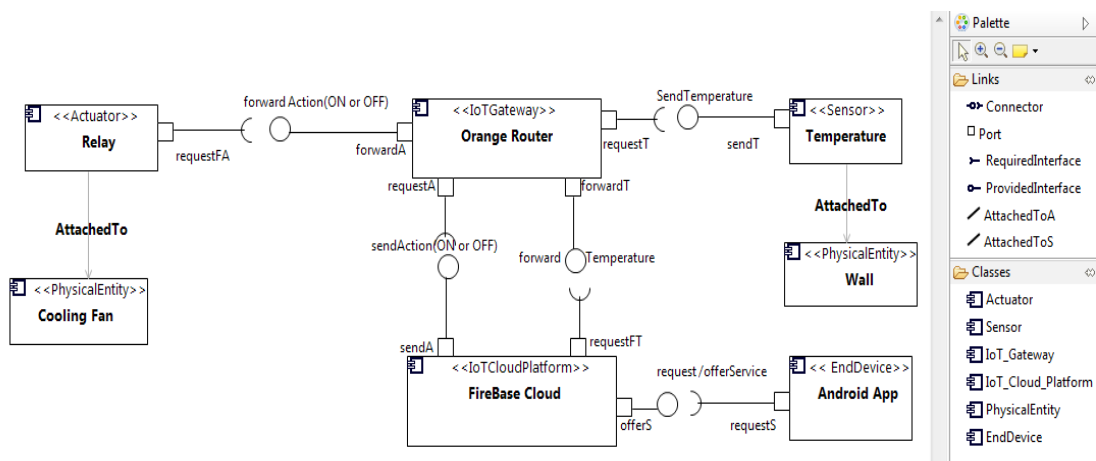 forward Action(ON or OFF)
SendTemperature
<<Actuator>>
Relay
requestFA
forwardA
<<IoTGateway>>
Orange Router
requestT
sendT
<<Sensor>>
Temperature
requestA
forwardT
AttachedTo
AttachedTo
sendAction(ON or OFF)
forward
Temperature
<<PhysicalEntity>>
Cooling Fan
<<PhysicalEntity>>
Wall
sendA
requestFT
<<IoTCloudPlatform>>
FireBase Cloud
request/offerService
offerS
requestS
<< EndDevice>>
Android App
Palette
Links
Connector
Port
RequiredInterface
ProvidedInterface
AttachedToA
AttachedToS
Classes
Actuator
Sensor
IoT_Gateway
IoT_Cloud_Platform
PhysicalEntity
EndDevice